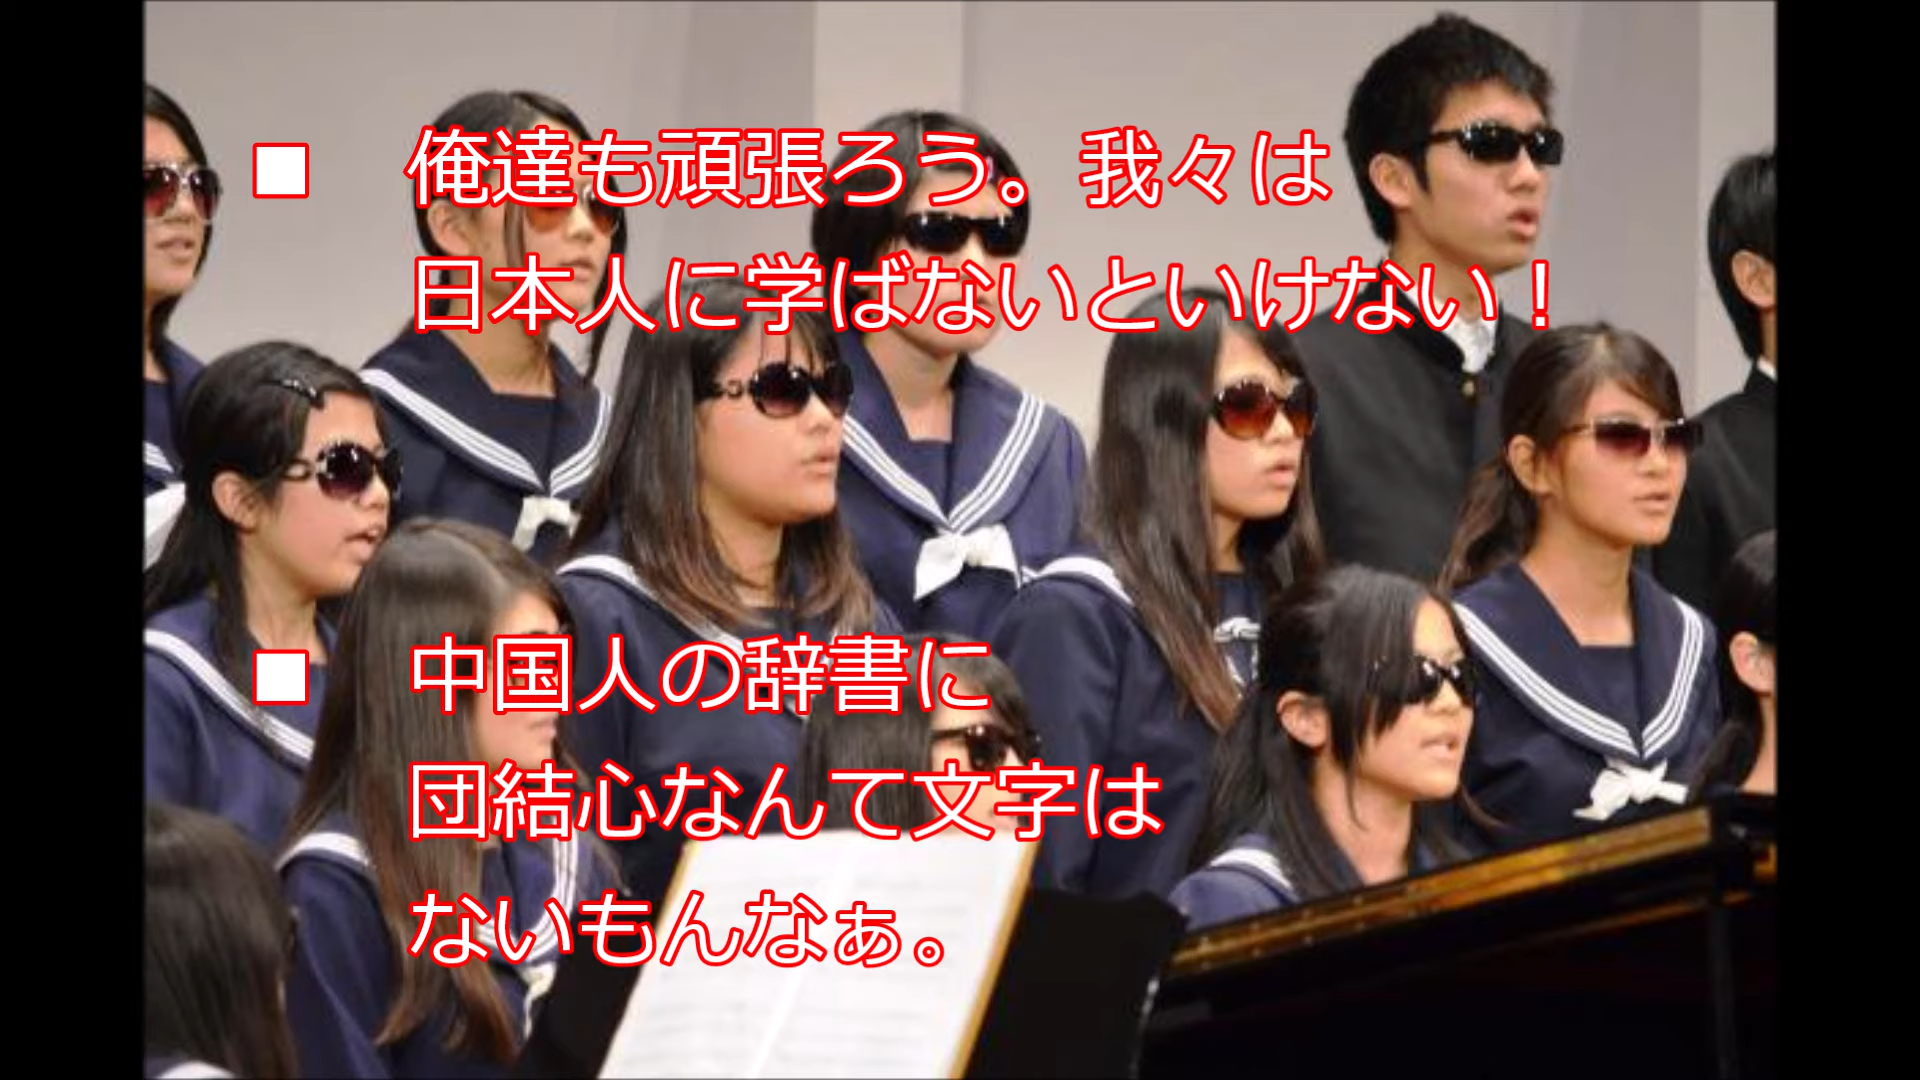 ■ 俺達も頑張ろう。我々は
日本人に学ばないといけない！
■ 中国人の辞書に
団結心なんて文字は
ないもんなぁ。